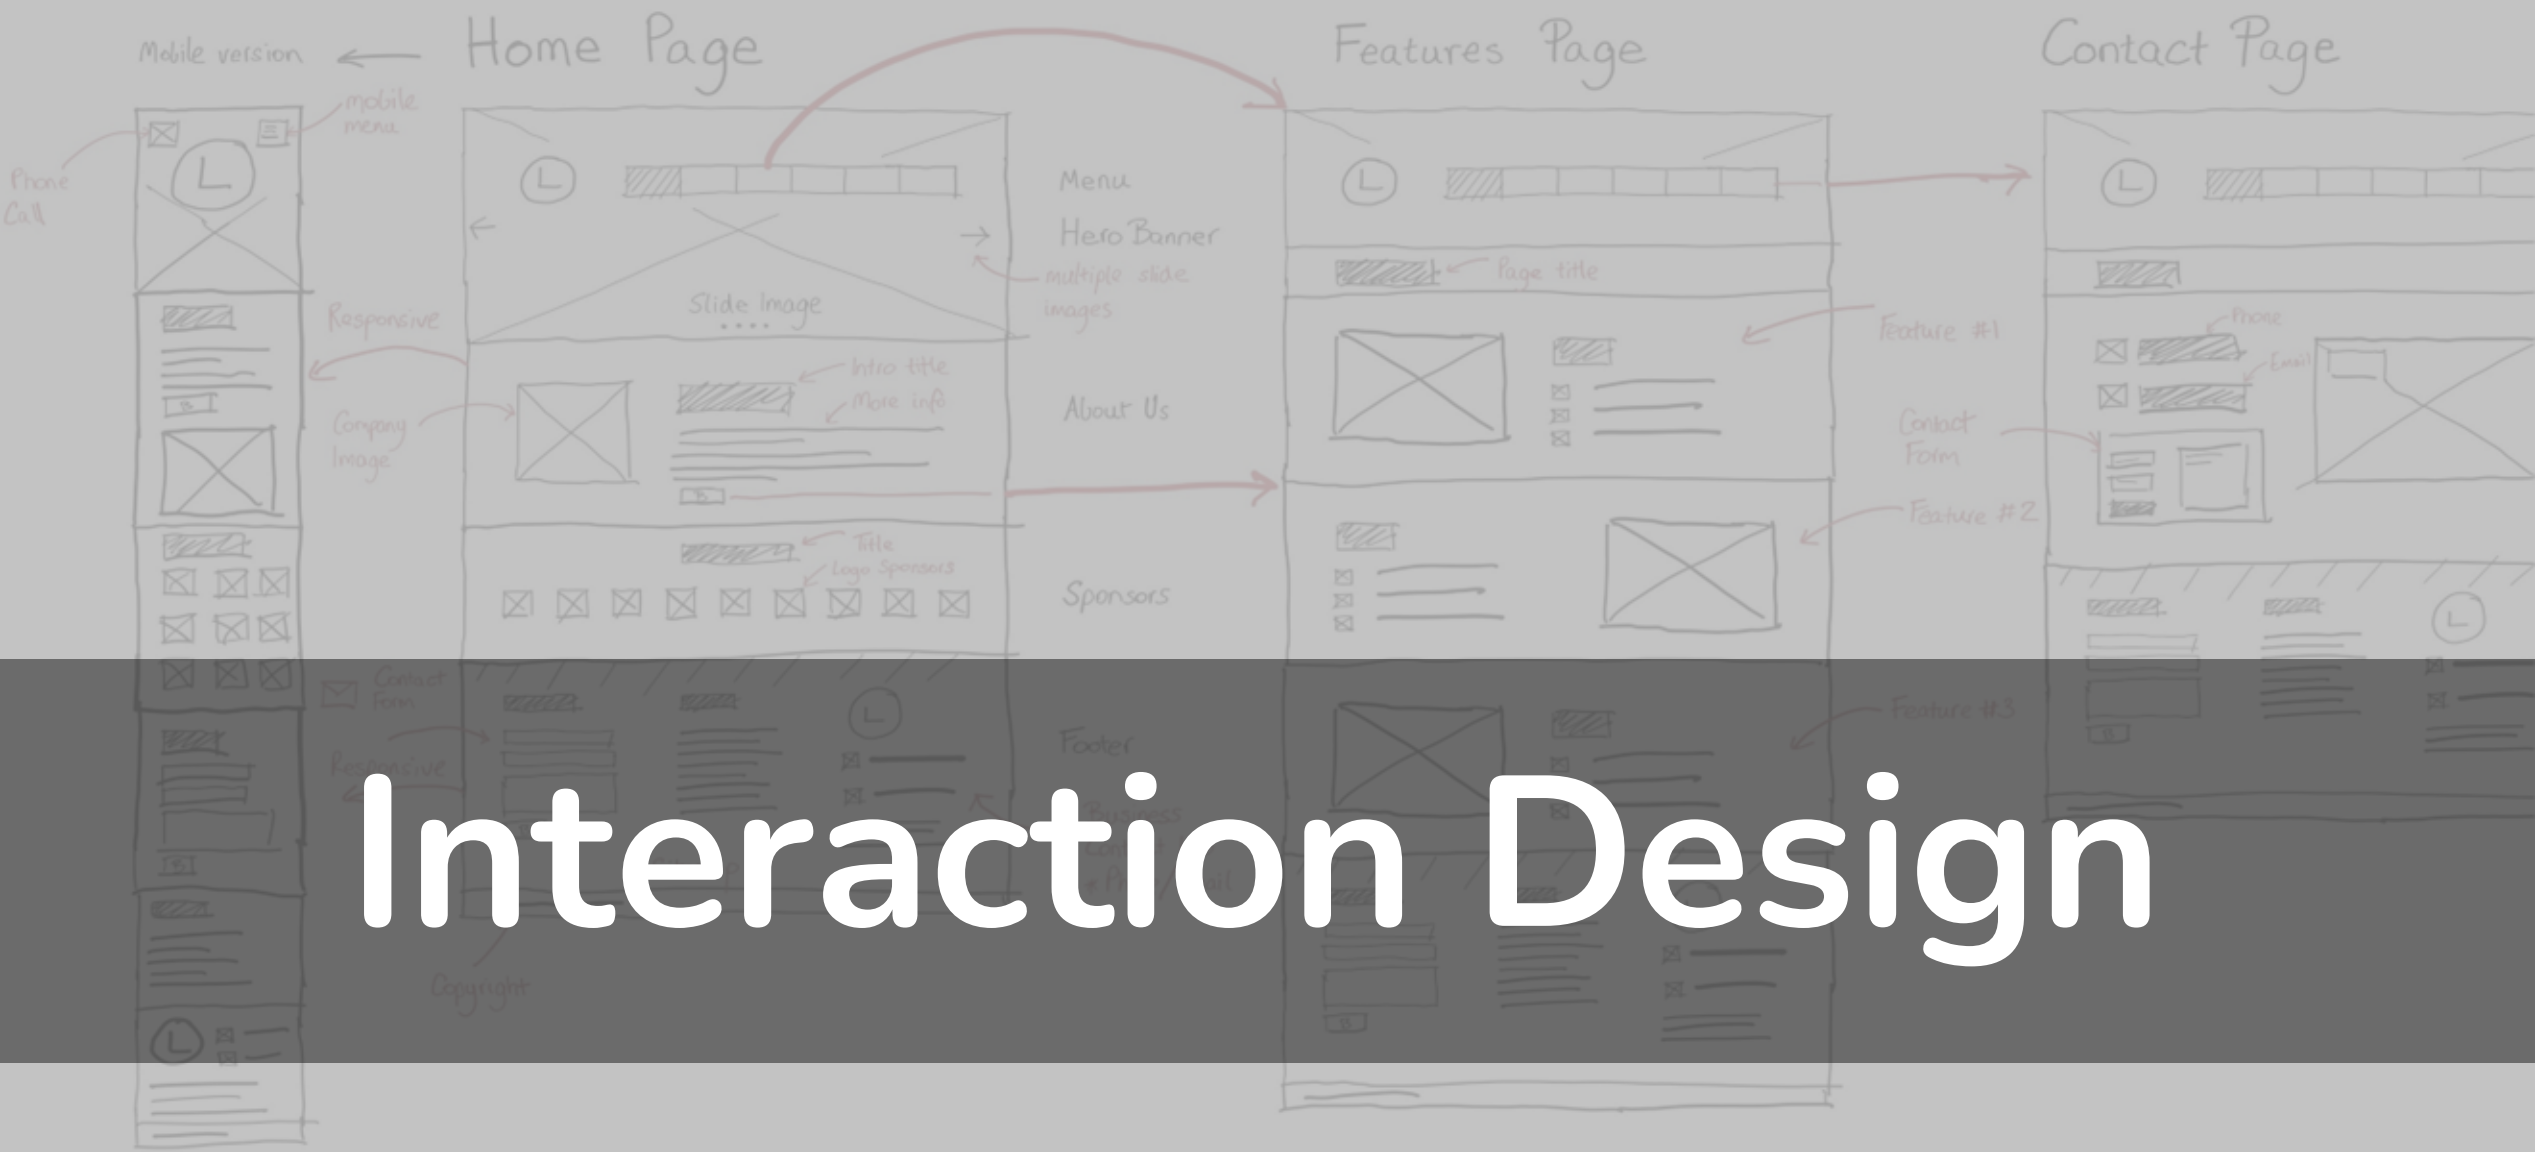 Mobile version
Home Page
Features Page
Contact Page
mobile
menu
Phone
Call
Menu
Hero Banner
multiple slide
images
Slide Image
Page title
Responsive
Intro title
More info
Company
Image
About Us
Feature #1
Phone
Email
Contact
Form
Feature #2
Title
Logo Sponsors
Sponsors
Contact
Form
Footer
Responsive
Feature #3
Business
Interaction Design
Copyright